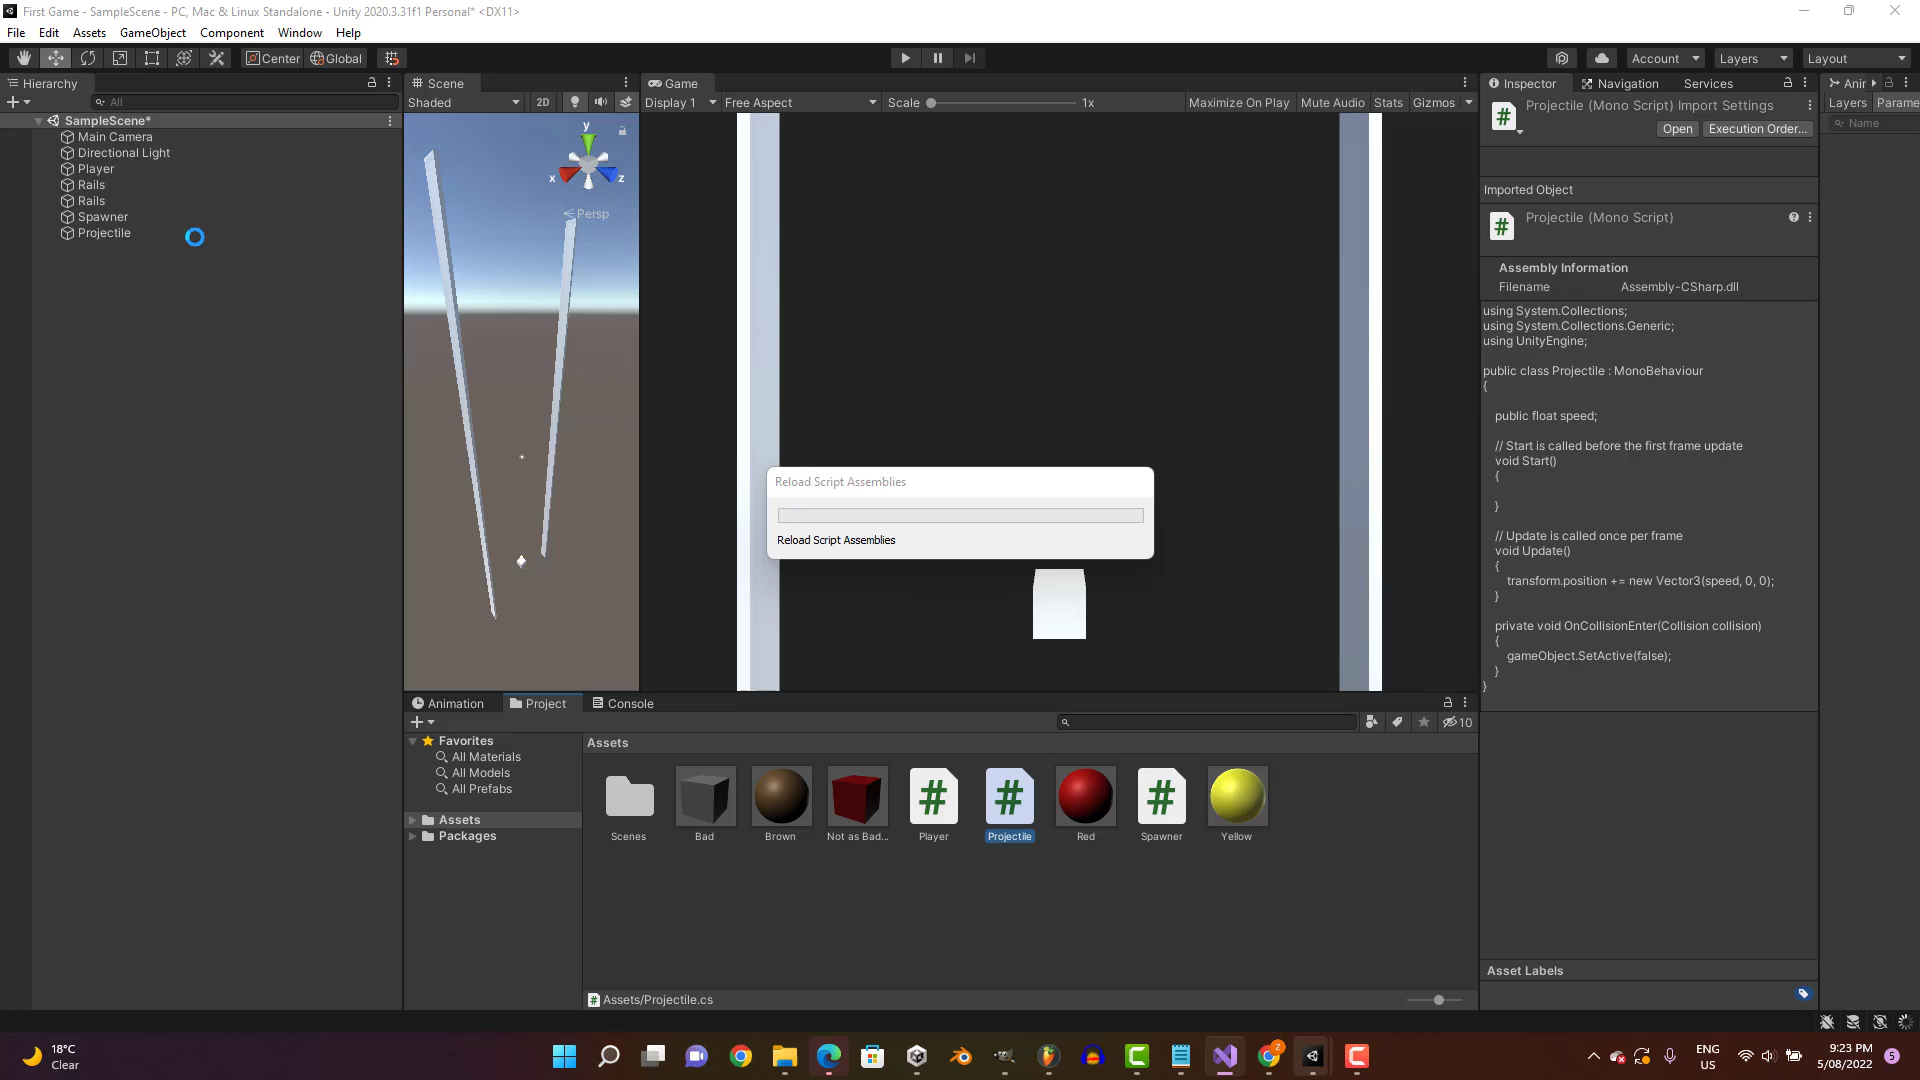 First Game - SampleScene - PC, Mac & Linux Standalone - Unity 2020.3.31f1 Personal* <DX11>
File Edit Assets GameObject Component Window Help
Center Global Account Layers Layout
Hierarchy
All
SampleScene*
Main Camera
Directional Light
Player
Rails
Rails
Spawner
Projectile
Scene
Shaded 2D
y
x z
Persp
Game
Display 1 Free Aspect Scale 1x Maximize On Play Mute Audio Stats Gizmos
Reload Script Assemblies
Reload Script Assemblies
Inspector Navigation Services
Projectile (Mono Script) Import Settings
Open Execution Order...
Imported Object
Projectile (Mono Script)
Assembly Information
Filename Assembly-CSharp.dll
using System.Collections;
using System.Collections.Generic;
using UnityEngine;
public class Projectile : MonoBehaviour
{
public float speed;
// Start is called before the first frame update
void Start()
{
}
// Update is called once per frame
void Update()
{
transform.position += new Vector3(speed, 0, 0);
}
private void OnCollisionEnter(Collision collision)
{
gameObject.SetActive(false);
}
}
Asset Labels
Anir
Layers Parame
Name
Animation Project Console
10
Favorites
All Materials
All Models
All Prefabs
Assets
Packages
Assets
Scenes Bad Brown Not as Bad... Player Projectile Red Spawner Yellow
Assets/Projectile.cs
18°C
Clear
ENG
US
9:23 PM
5/08/2022
5